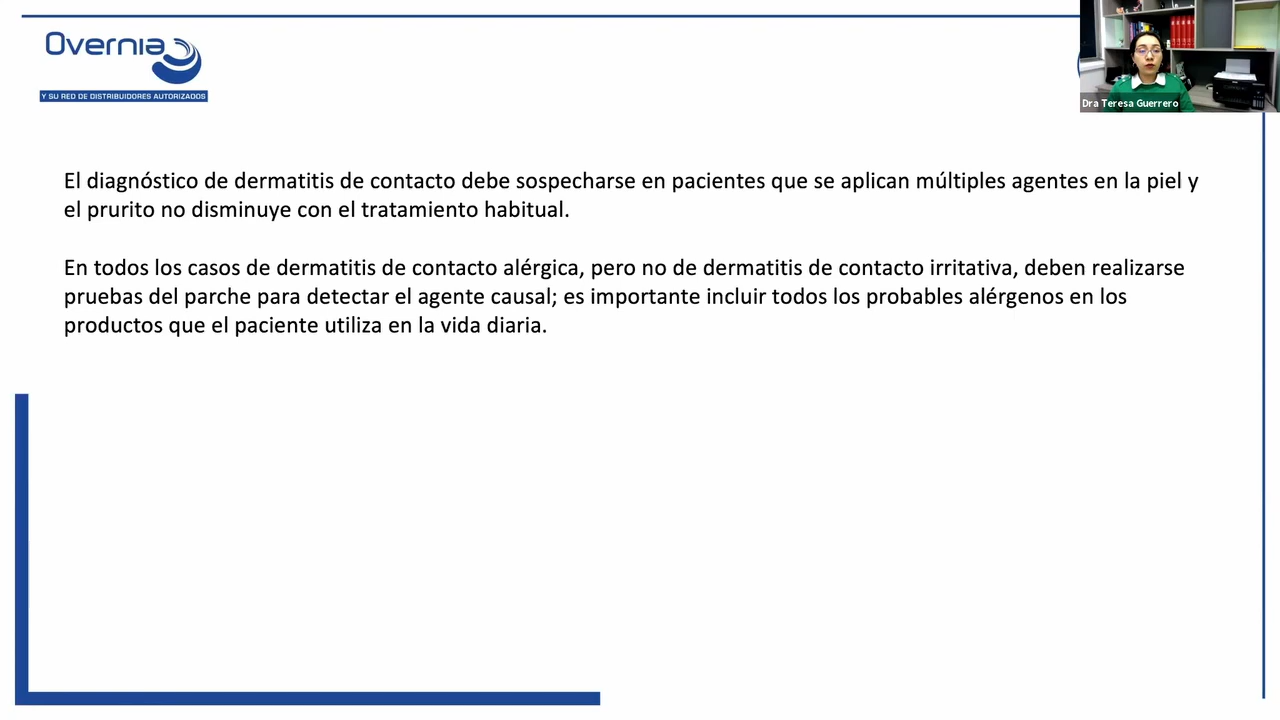 Overnia
Y SU RED DE DISTRIBUIDORES AUTORIZADOS
Dra Teresa Guerrero
El diagnóstico de dermatitis de contacto debe sospecharse en pacientes que se aplican múltiples agentes en la piel y
el prurito no disminuye con el tratamiento habitual.
En todos los casos de dermatitis de contacto alérgica, pero no de dermatitis de contacto irritativa, deben realizarse
pruebas del parche para detectar el agente causal; es importante incluir todos los probables alérgenos en los
productos que el paciente utiliza en la vida diaria.